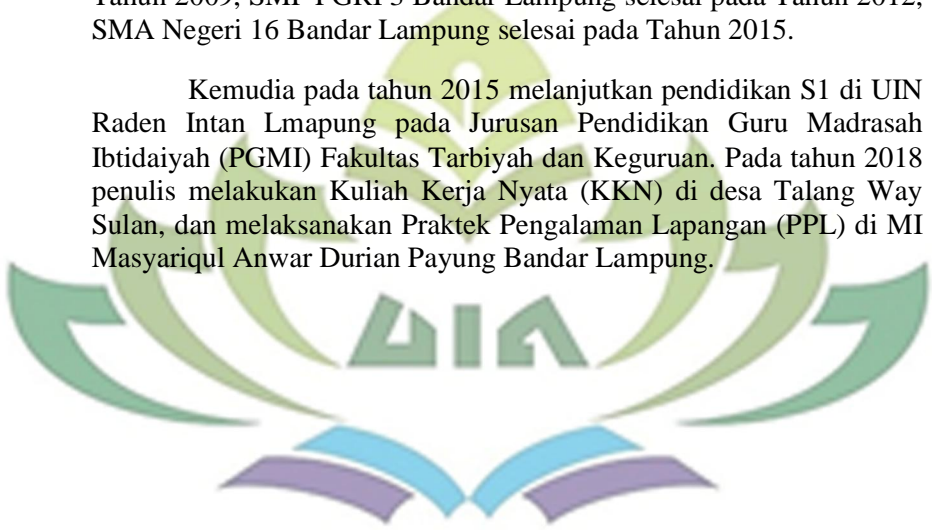 Tahun 2009, SMP PGRI 3 Bandar Lampung selesai pada Tahun 2012,
SMA Negeri 16 Bandar Lampung selesai pada Tahun 2015.
Kemudia pada tahun 2015 melanjutkan pendidikan S1 di UIN
Raden Intan Lmapung pada Jurusan Pendidikan Guru Madrasah
Ibtidaiyah (PGMI) Fakultas Tarbiyah dan Keguruan. Pada tahun 2018
penulis melakukan Kuliah Kerja Nyata (KKN) di desa Talang Way
Sulan, dan melaksanakan Praktek Pengalaman Lapangan (PPL) di MI
Masyariqul Anwar Durian Payung Bandar Lampung.
UIN